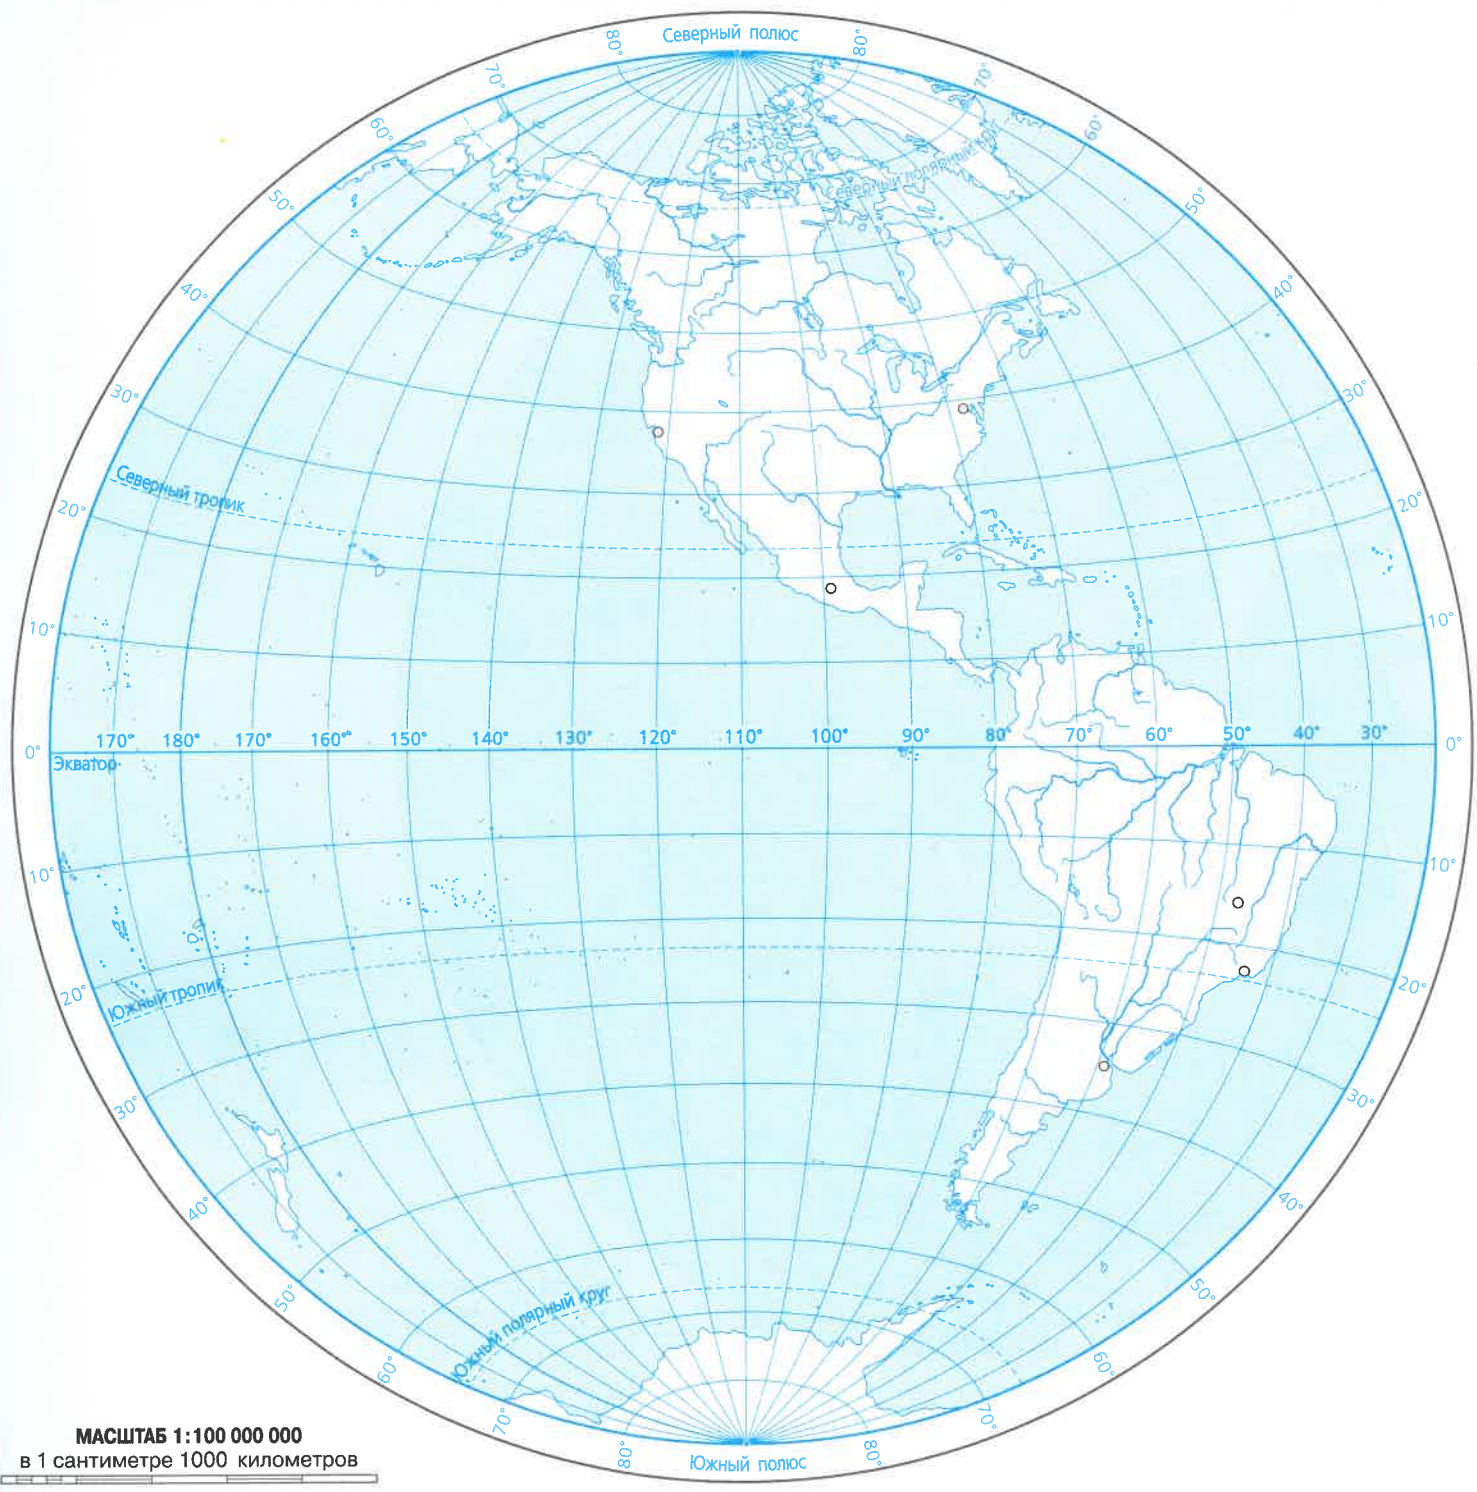 80° Северный полюс 80°
70° 70°
60° 60°
Северный полярный круг
50° 50°
40° 40°
30° 30°
Северный тропик
20° 20°
10° 10°
0° 170° 180° 170° 160° 150° 140° 130° 120° 110° 100° 90° 80° 70° 60° 50° 40° 30° 0°
Экватор
10° 10°
20° 20°
Южный тропик
30° 30°
40° 40°
50° 50°
Южный полярный круг
60° 60°
70° 70°
80° Южный полюс 80°
МАСШТАБ 1:100 000 000
в 1 сантиметре 1000 километров